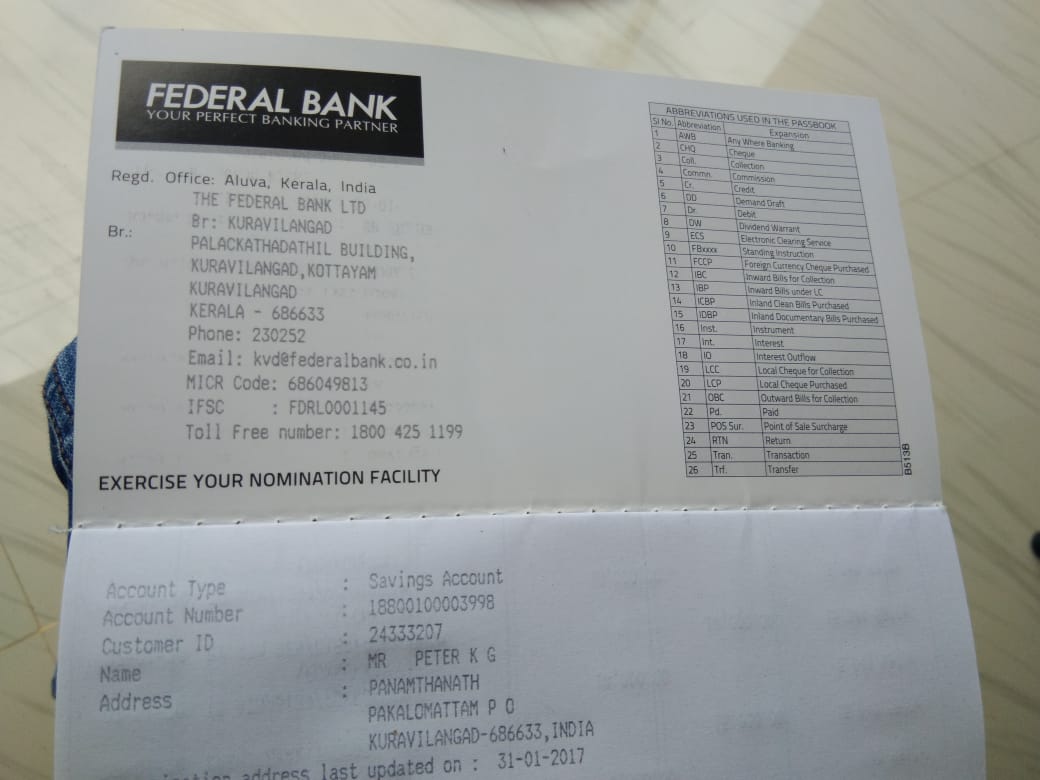 FEDERAL BANK
YOUR PERFECT BANKING PARTNER
Regd. Office: Aluva, Kerala, India
THE FEDERAL BANK LTD
Br.: Br: KURAVILANGAD
PALACKATHADATHIL BUILDING,
KURAVILANGAD,KOTTAYAM
KURAVILANGAD
KERALA - 686633
Phone: 230252
Email: kvd@federalbank.co.in
MICR Code: 686049813
IFSC : FDRL0001145
Toll Free number: 1800 425 1199
EXERCISE YOUR NOMINATION FACILITY
ABBREVIATIONS USED IN THE PASSBOOK
Sl No. Abbreviation Expansion
1 AWB Any Where Banking
2 CHQ Cheque
3 Coll. Collection
4 Commn. Commission
5 Cr. Credit
6 DD Demand Draft
7 Dr. Debit
8 DW Dividend Warrant
9 ECS Electronic Clearing Service
10 FBxxxx Standing Instruction
11 FCCP Foreign Currency Cheque Purchased
12 IBC Inward Bills for Collection
13 IBP Inward Bills under LC
14 ICBP Inland Clean Bills Purchased
15 IDBP Inland Documentary Bills Purchased
16 Inst. Instrument
17 Int. Interest
18 IO Interest Outflow
19 LCC Local Cheque for Collection
20 LCP Local Cheque Purchased
21 OBC Outward Bills for Collection
22 Pd. Paid
23 POS Sur. Point of Sale Surcharge
24 RTN Return
25 Tran. Transaction
26 Trf. Transfer
B513B
Account Type : Savings Account
Account Number : 18800100003998
Customer ID : 24333207
Name : MR PETER K G
Address : PANAMTHANATH
PAKALOMATTAM P O
KURAVILANGAD-686633,INDIA
address last updated on : 31-01-2017